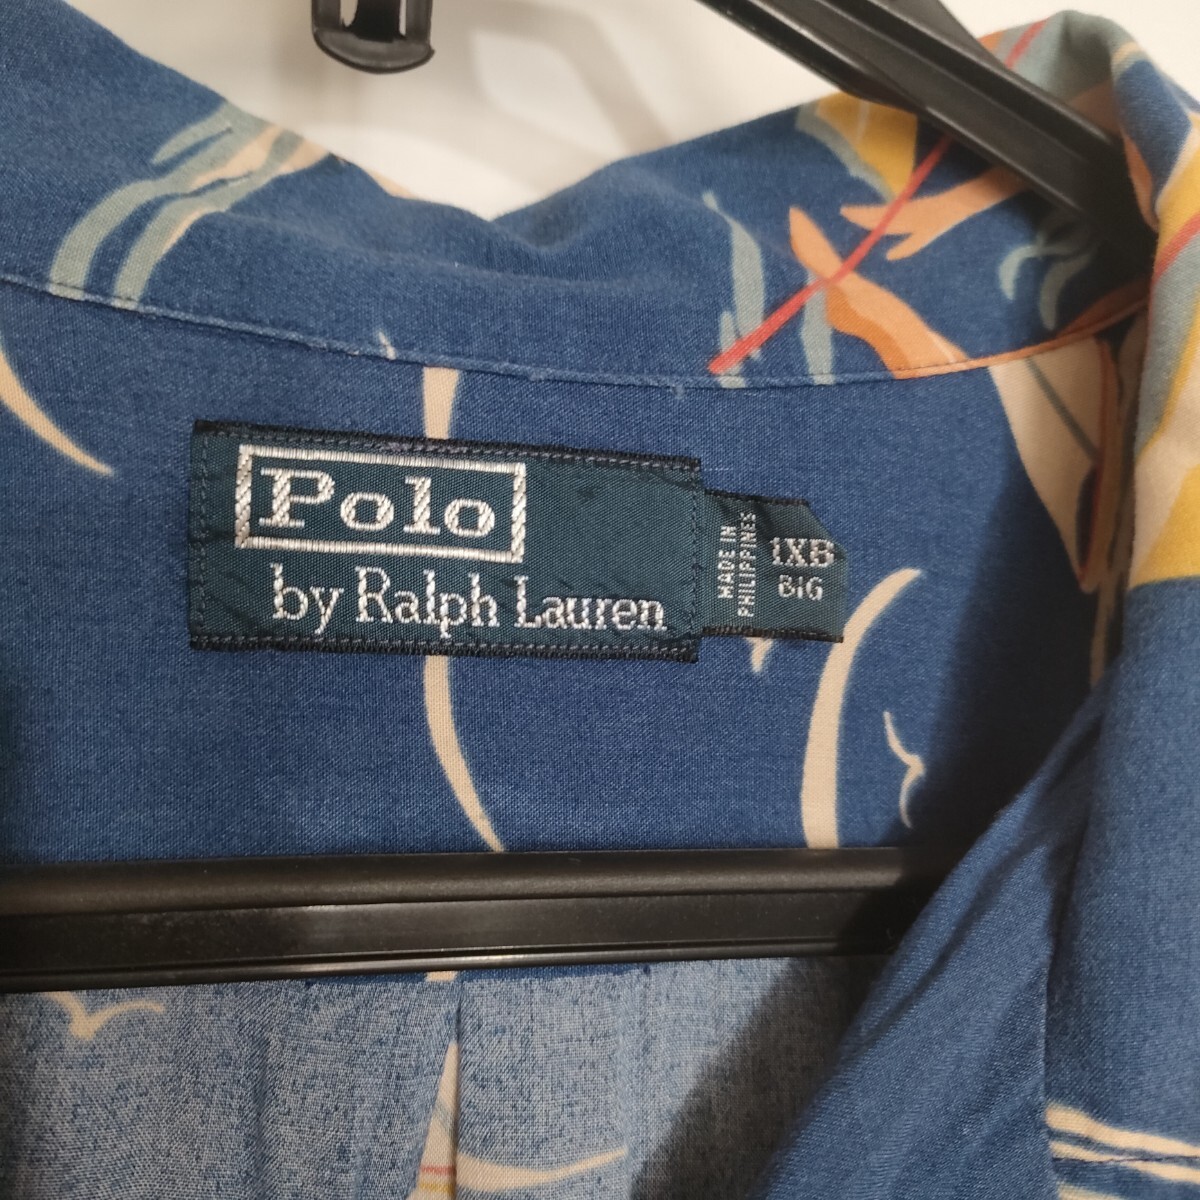 Polo
by Ralph Lauren
MADE IN
PHILIPPINES
1XB
BIG